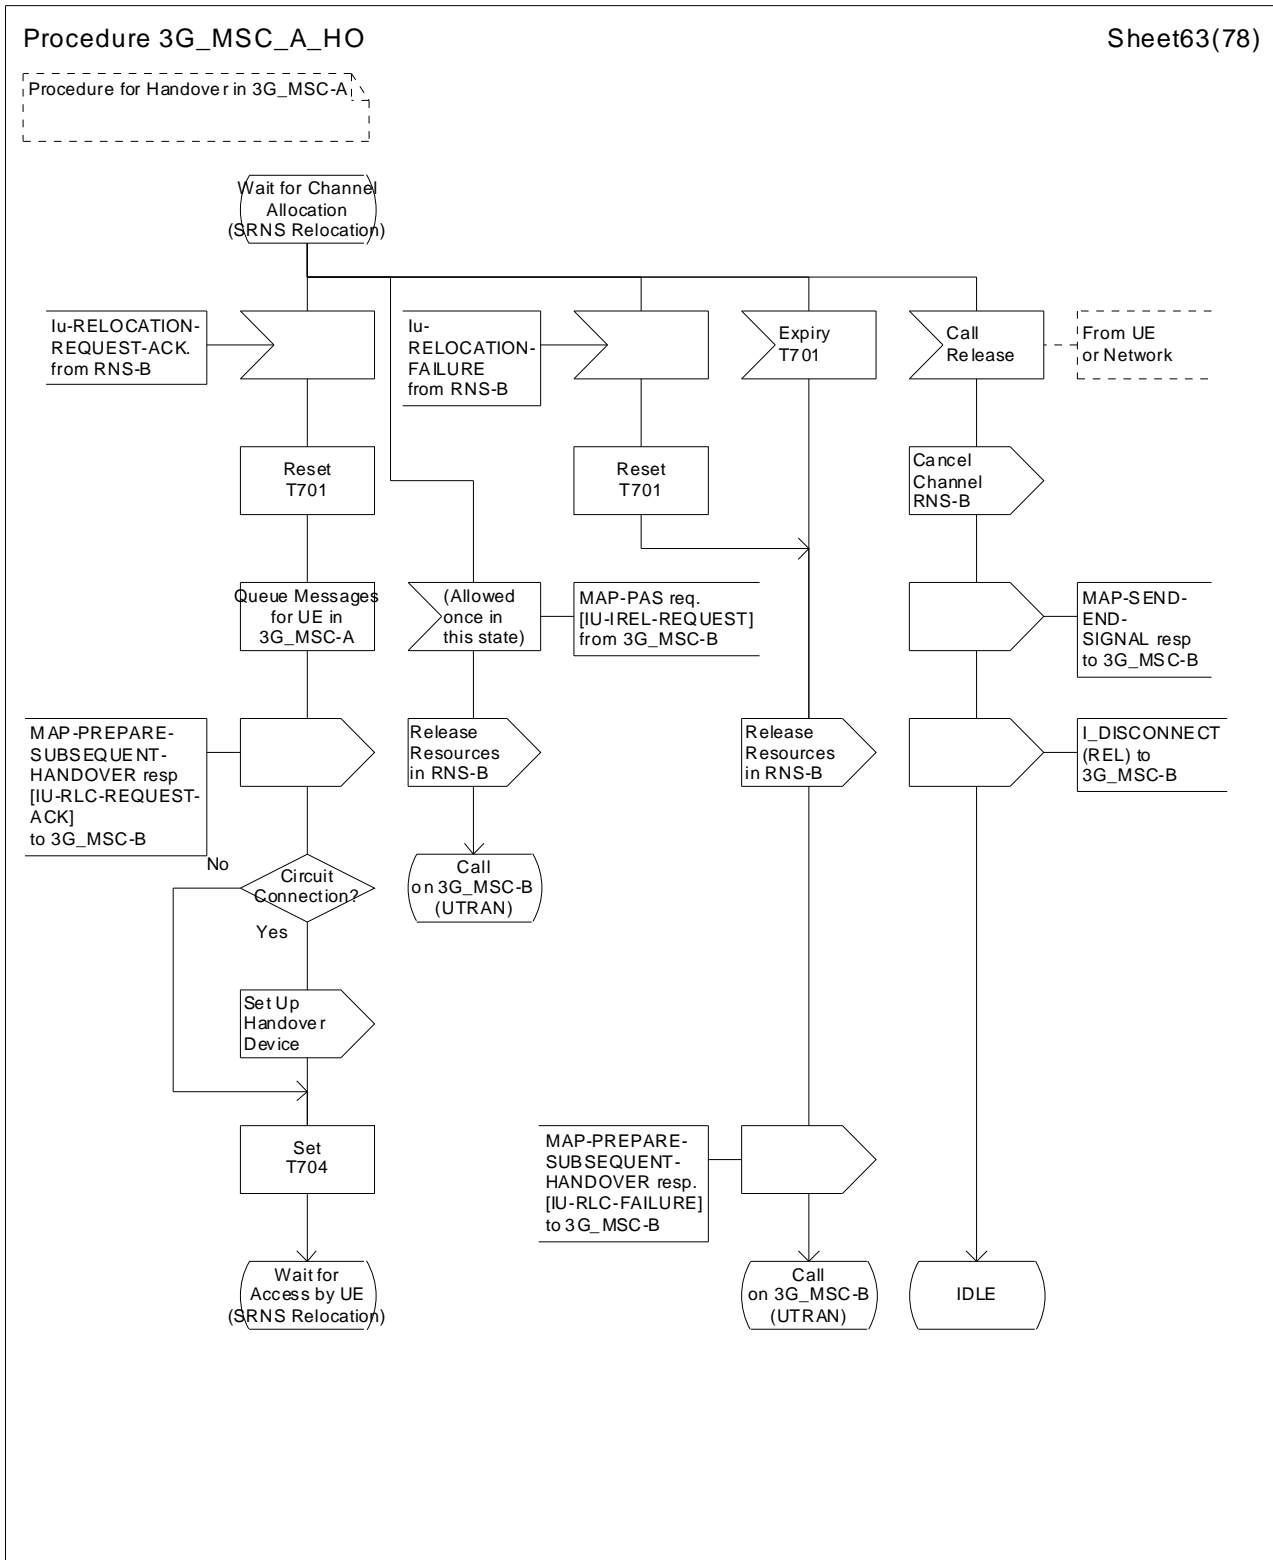 Procedure 3G_MSC_A_HO
Sheet63(78)
Procedure for Handover in 3G_MSC-A
Wait for Channel
Allocation
(SRNS Relocation)
Iu-RELOCATION-
REQUEST-ACK.
from RNS-B
Iu-
RELOCATION-
FAILURE
from RNS-B
Expiry
T701
Call
Release
From UE
or Network
Reset
T701
Reset
T701
Cancel
Channel
RNS-B
Queue Messages
for UE in
3G_MSC-A
(Allowed
once in
this state)
MAP-PAS req.
[IU-IREL-REQUEST]
from 3G_MSC-B
MAP-SEND-
END-
SIGNAL resp
to 3G_MSC-B
MAP-PREPARE-
SUBSEQUENT-
HANDOVER resp
[IU-RLC-REQUEST-
ACK]
to 3G_MSC-B
Release
Resources
in RNS-B
Release
Resources
in RNS-B
I_DISCONNECT
(REL) to
3G_MSC-B
No
Circuit
Connection?
Yes
Call
on 3G_MSC-B
(UTRAN)
Set Up
Handover
Device
Set
T704
MAP-PREPARE-
SUBSEQUENT-
HANDOVER resp.
[IU-RLC-FAILURE]
to 3G_MSC-B
Wait for
Access by UE
(SRNS Relocation)
Call
on 3G_MSC-B
(UTRAN)
IDLE